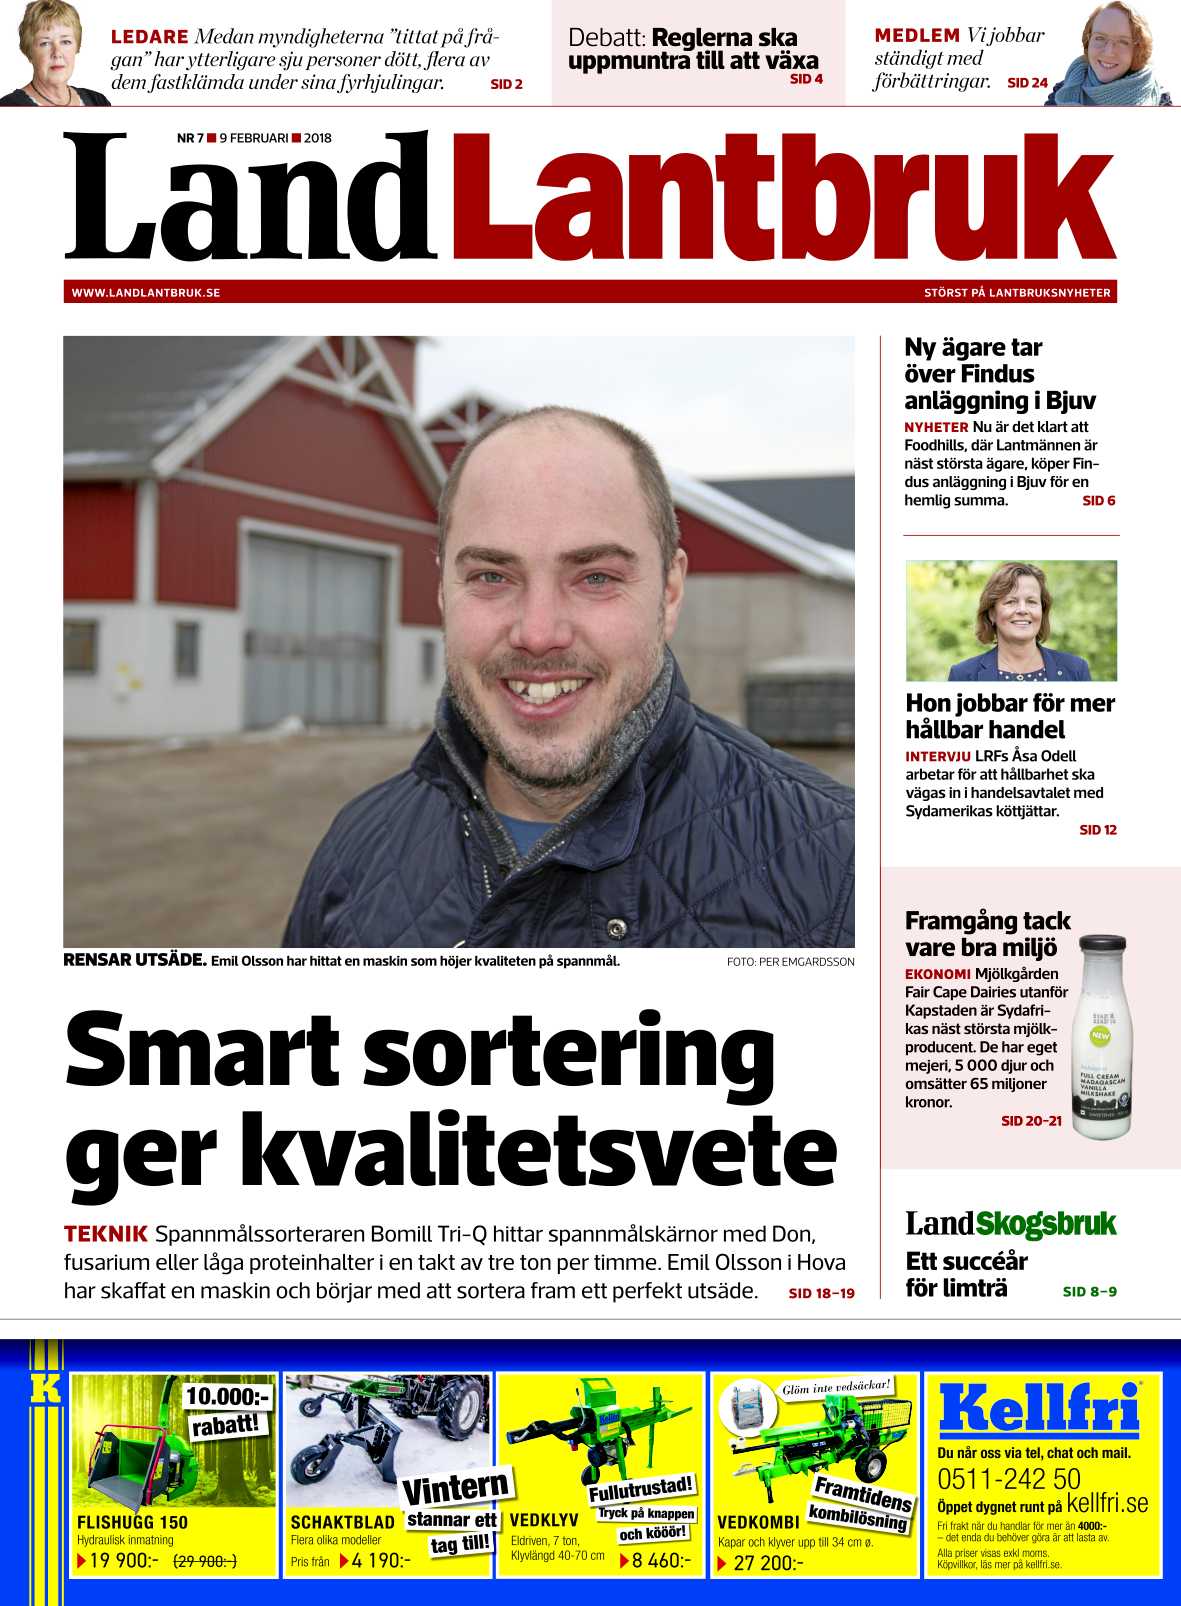 LEDARE Medan myndigheterna ”tittat på frå-
gan” har ytterligare sju personer dött, flera av
dem fastklämda under sina fyrhjulingar. SID 2
Debatt: Reglerna ska
uppmuntra till att växa
SID 4
MEDLEM Vi jobbar
ständigt med
förbättringar. SID 24
NR 7 ■ 9 FEBRUARI ■ 2018
Land Lantbruk
WWW.LANDLANTBRUK.SE
STÖRST PÅ LANTBRUKSNYHETER
RENSAR UTSÄDE. Emil Olsson har hittat en maskin som höjer kvaliteten på spannmål.
FOTO: PER EMGARDSSON
Smart sortering
ger kvalitetsvete
TEKNIK Spannmålssorteraren Bomill Tri-Q hittar spannmålskärnor med Don,
fusarium eller låga proteinhalter i en takt av tre ton per timme. Emil Olsson i Hova
har skaffat en maskin och börjar med att sortera fram ett perfekt utsäde. SID 18-19
Ny ägare tar
över Findus
anläggning i Bjuv
NYHETER Nu är det klart att
Foodhills, där Lantmännen är
näst största ägare, köper Fin-
dus anläggning i Bjuv för en
hemlig summa. SID 6
Hon jobbar för mer
hållbar handel
INTERVJU LRFs Åsa Odell
arbetar för att hållbarhet ska
vägas in i handelsavtalet med
Sydamerikas köttjättar.
SID 12
Framgång tack
vare bra miljö
EKONOMI Mjölkgården
Fair Cape Dairies utanför
Kapstaden är Sydafri-
kas näst största mjölk-
producent. De har eget
mejeri, 5 000 djur och
omsätter 65 miljoner
kronor.
SID 20-21
NEW
FULL CREAM
MADAGASCAN
VANILLA
MILKSHAKE
Land Skogsbruk
Ett succéår
för limträ SID 8-9
K
10.000:-
rabatt!
FLISHUGG 150
Hydraulisk inmatning
19 900:- (29 900:-)
SCHAKTBLAD
Flera olika modeller
Pris från 4 190:-
Vintern
stannar ett
tag till!
Kellfri
Fullutrustad!
Tryck på knappen
och kööör!
VEDKLYV
Eldriven, 7 ton,
Klyvlängd 40-70 cm
8 460:-
Glöm inte vedsäckar!
Framtidens
kombilösning
VEDKOMBI
Kapar och klyver upp till 34 cm ø.
27 200:-
Kellfri
Du når oss via tel, chat och mail.
0511-242 50
Öppet dygnet runt på kellfri.se
Fri frakt när du handlar för mer än 4000:-
– det enda du behöver göra är att lasta av.
Alla priser visas exkl moms.
Köpvillkor, läs mer på kellfri.se.